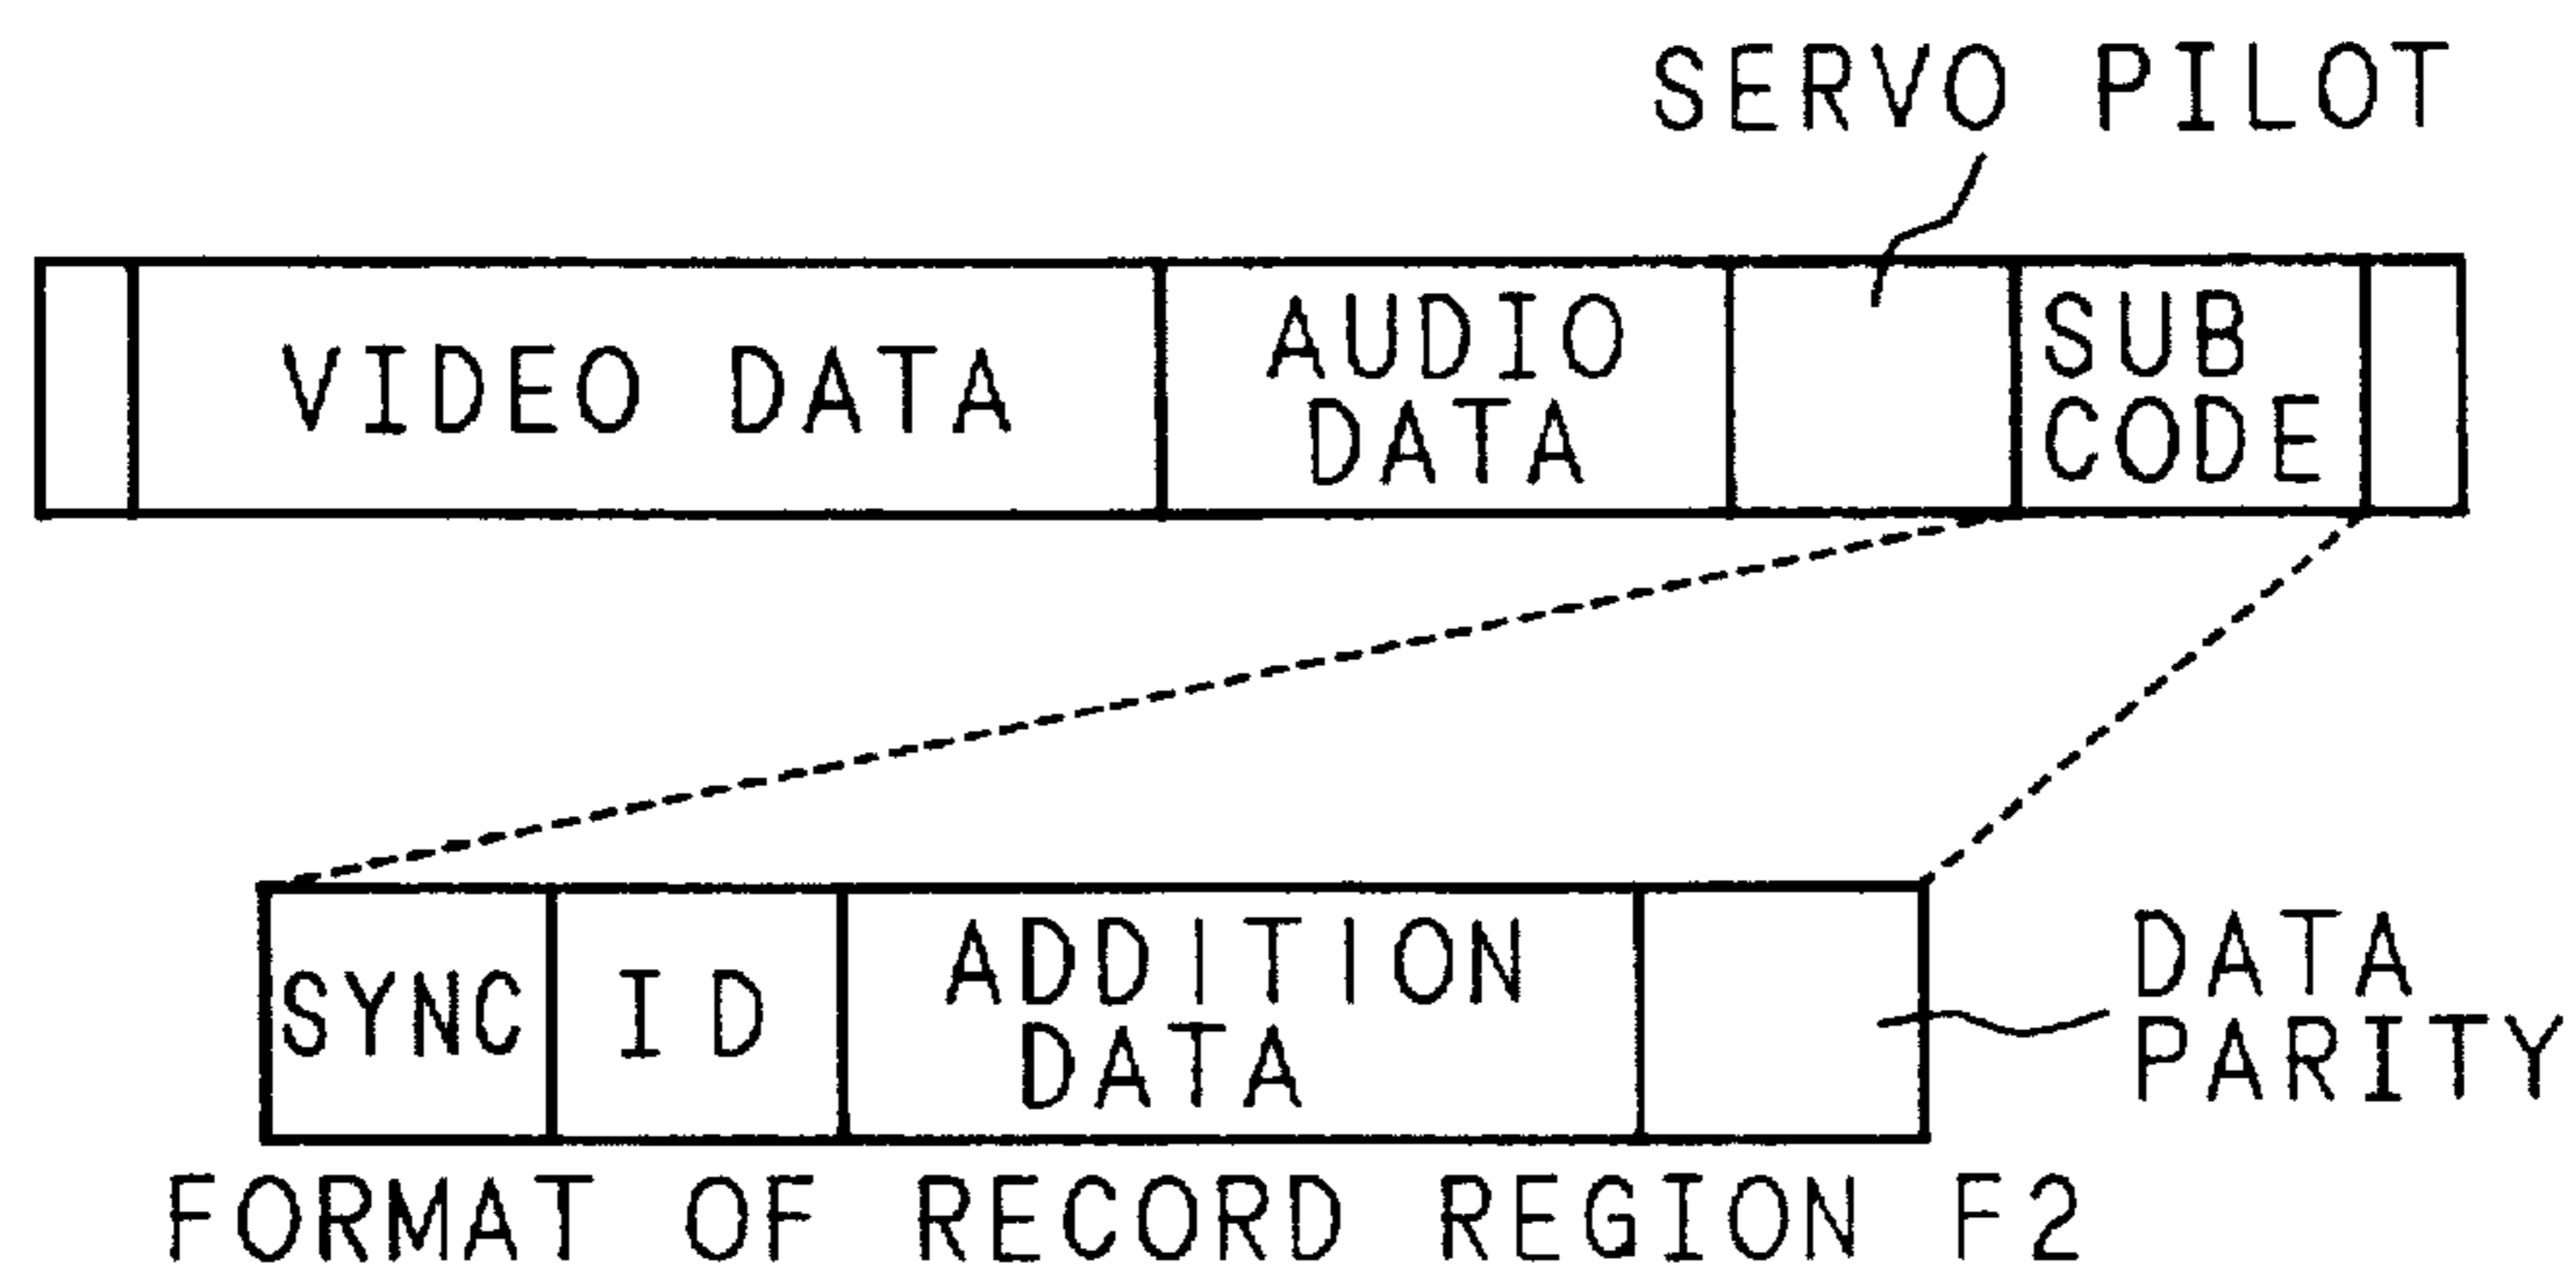 SERVO PILOT
VIDEO DATA
AUDIO
DATA
SUB
CODE
SYNC
ID
ADDITION
DATA
DATA
PARITY
FORMAT OF RECORD REGION F2